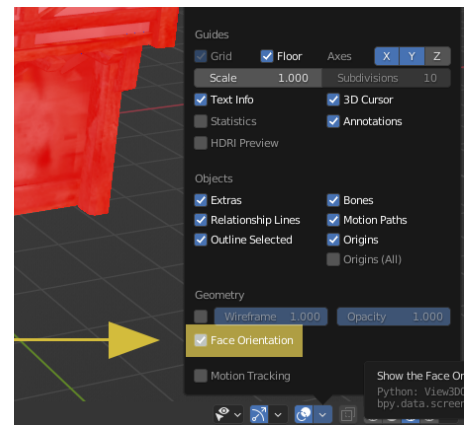 Guides
Grid Floor Axes X Y Z
Scale 1.000 Subdivisions 10
Text Info 3D Cursor
Statistics Annotations
HDRI Preview
Objects
Extras Bones
Relationship Lines Motion Paths
Outline Selected Origins
Origins (All)
Geometry
Wireframe 1.000 Opacity 1.000
Face Orientation
Motion Tracking Show the Face Or
Python: View3D
bpy.data.screen